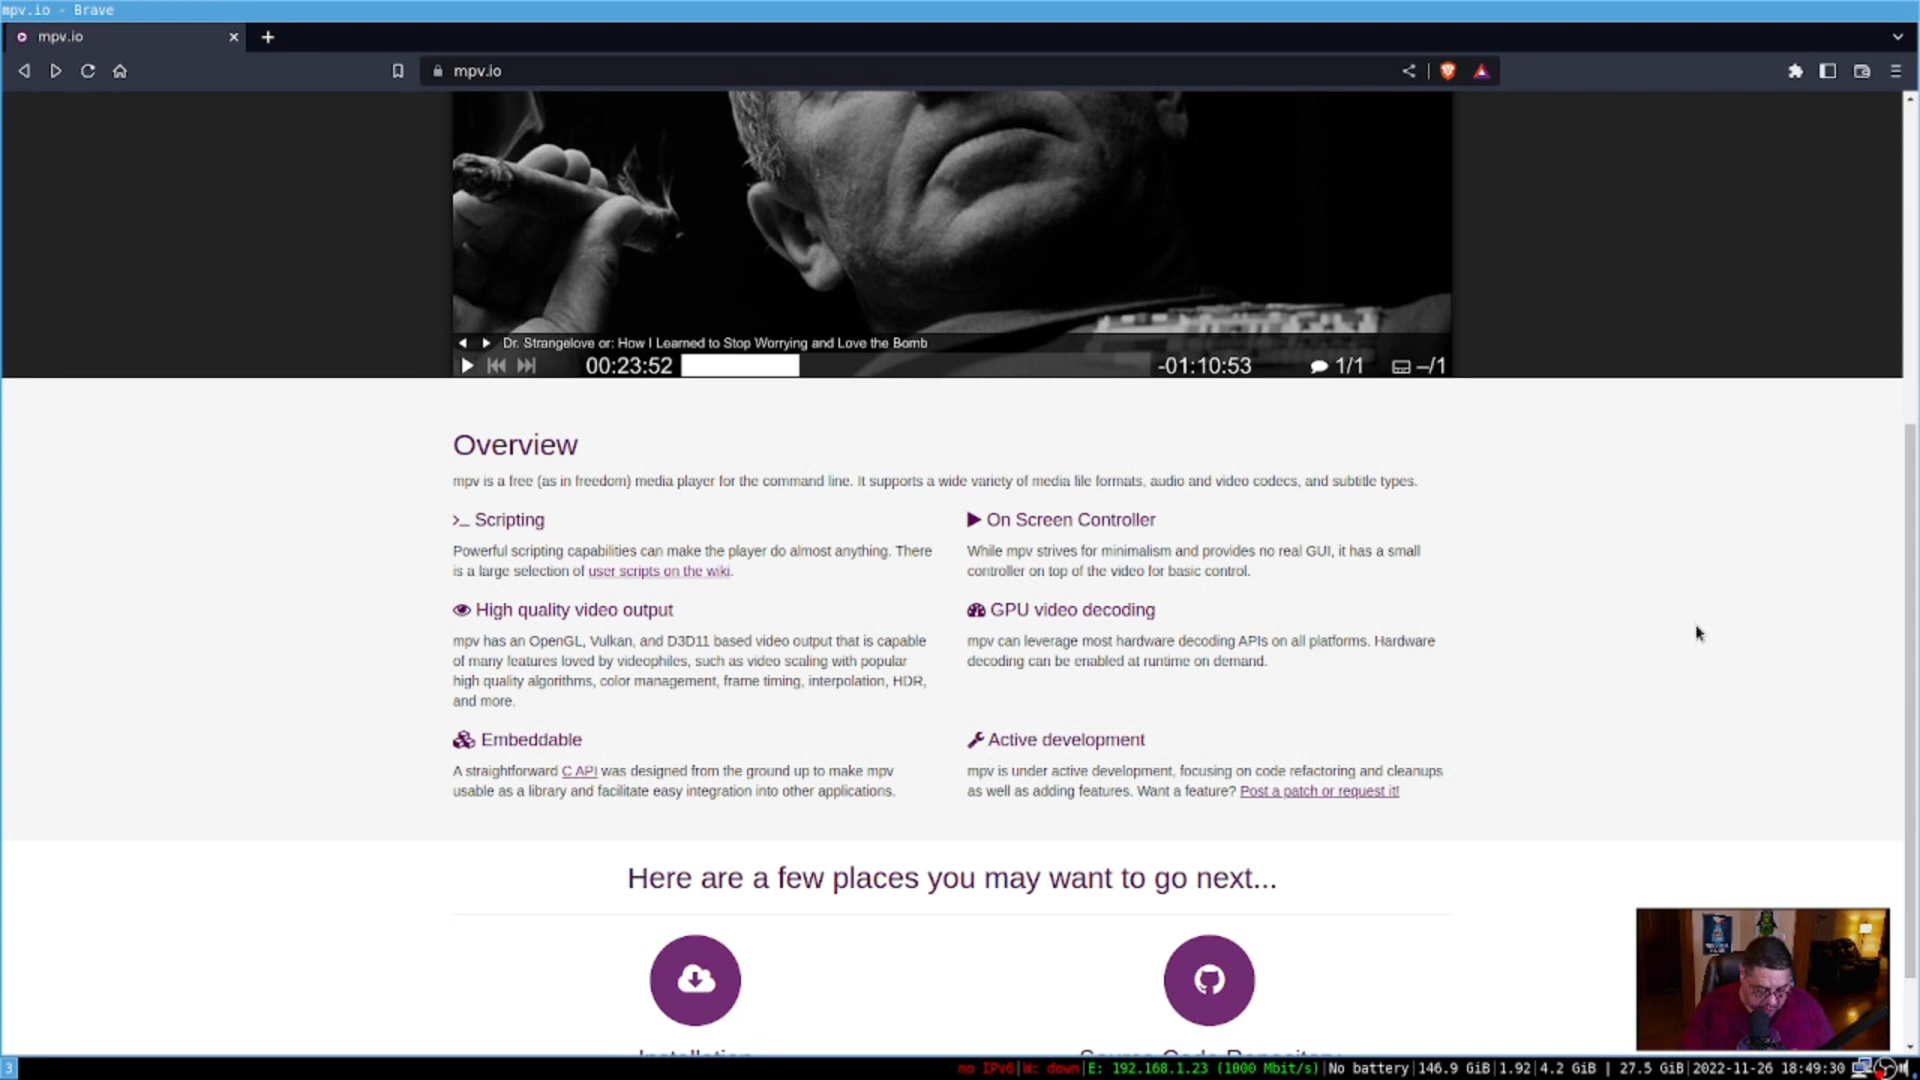 mpv.io - Brave
mpv.io
mpv.io
Dr. Strangelove or: How I Learned to Stop Worrying and Love the Bomb
00:23:52 -01:10:53 1/1 –/1
Overview
mpv is a free (as in freedom) media player for the command line. It supports a wide variety of media file formats, audio and video codecs, and subtitle types.
Scripting
Powerful scripting capabilities can make the player do almost anything. There
is a large selection of user scripts on the wiki.
On Screen Controller
While mpv strives for minimalism and provides no real GUI, it has a small
controller on top of the video for basic control.
High quality video output
mpv has an OpenGL, Vulkan, and D3D11 based video output that is capable
of many features loved by videophiles, such as video scaling with popular
high quality algorithms, color management, frame timing, interpolation, HDR,
and more.
GPU video decoding
mpv can leverage most hardware decoding APIs on all platforms. Hardware
decoding can be enabled at runtime on demand.
Embeddable
A straightforward C API was designed from the ground up to make mpv
usable as a library and facilitate easy integration into other applications.
Active development
mpv is under active development, focusing on code refactoring and cleanups
as well as adding features. Want a feature? Post a patch or request it!
Here are a few places you may want to go next...
Installation
Source Code Repository
3 no IPv6|W: down|E: 192.168.1.23 (1000 Mbit/s)|No battery|146.9 GiB|1.92|4.2 GiB | 27.5 GiB|2022-11-26 18:49:30